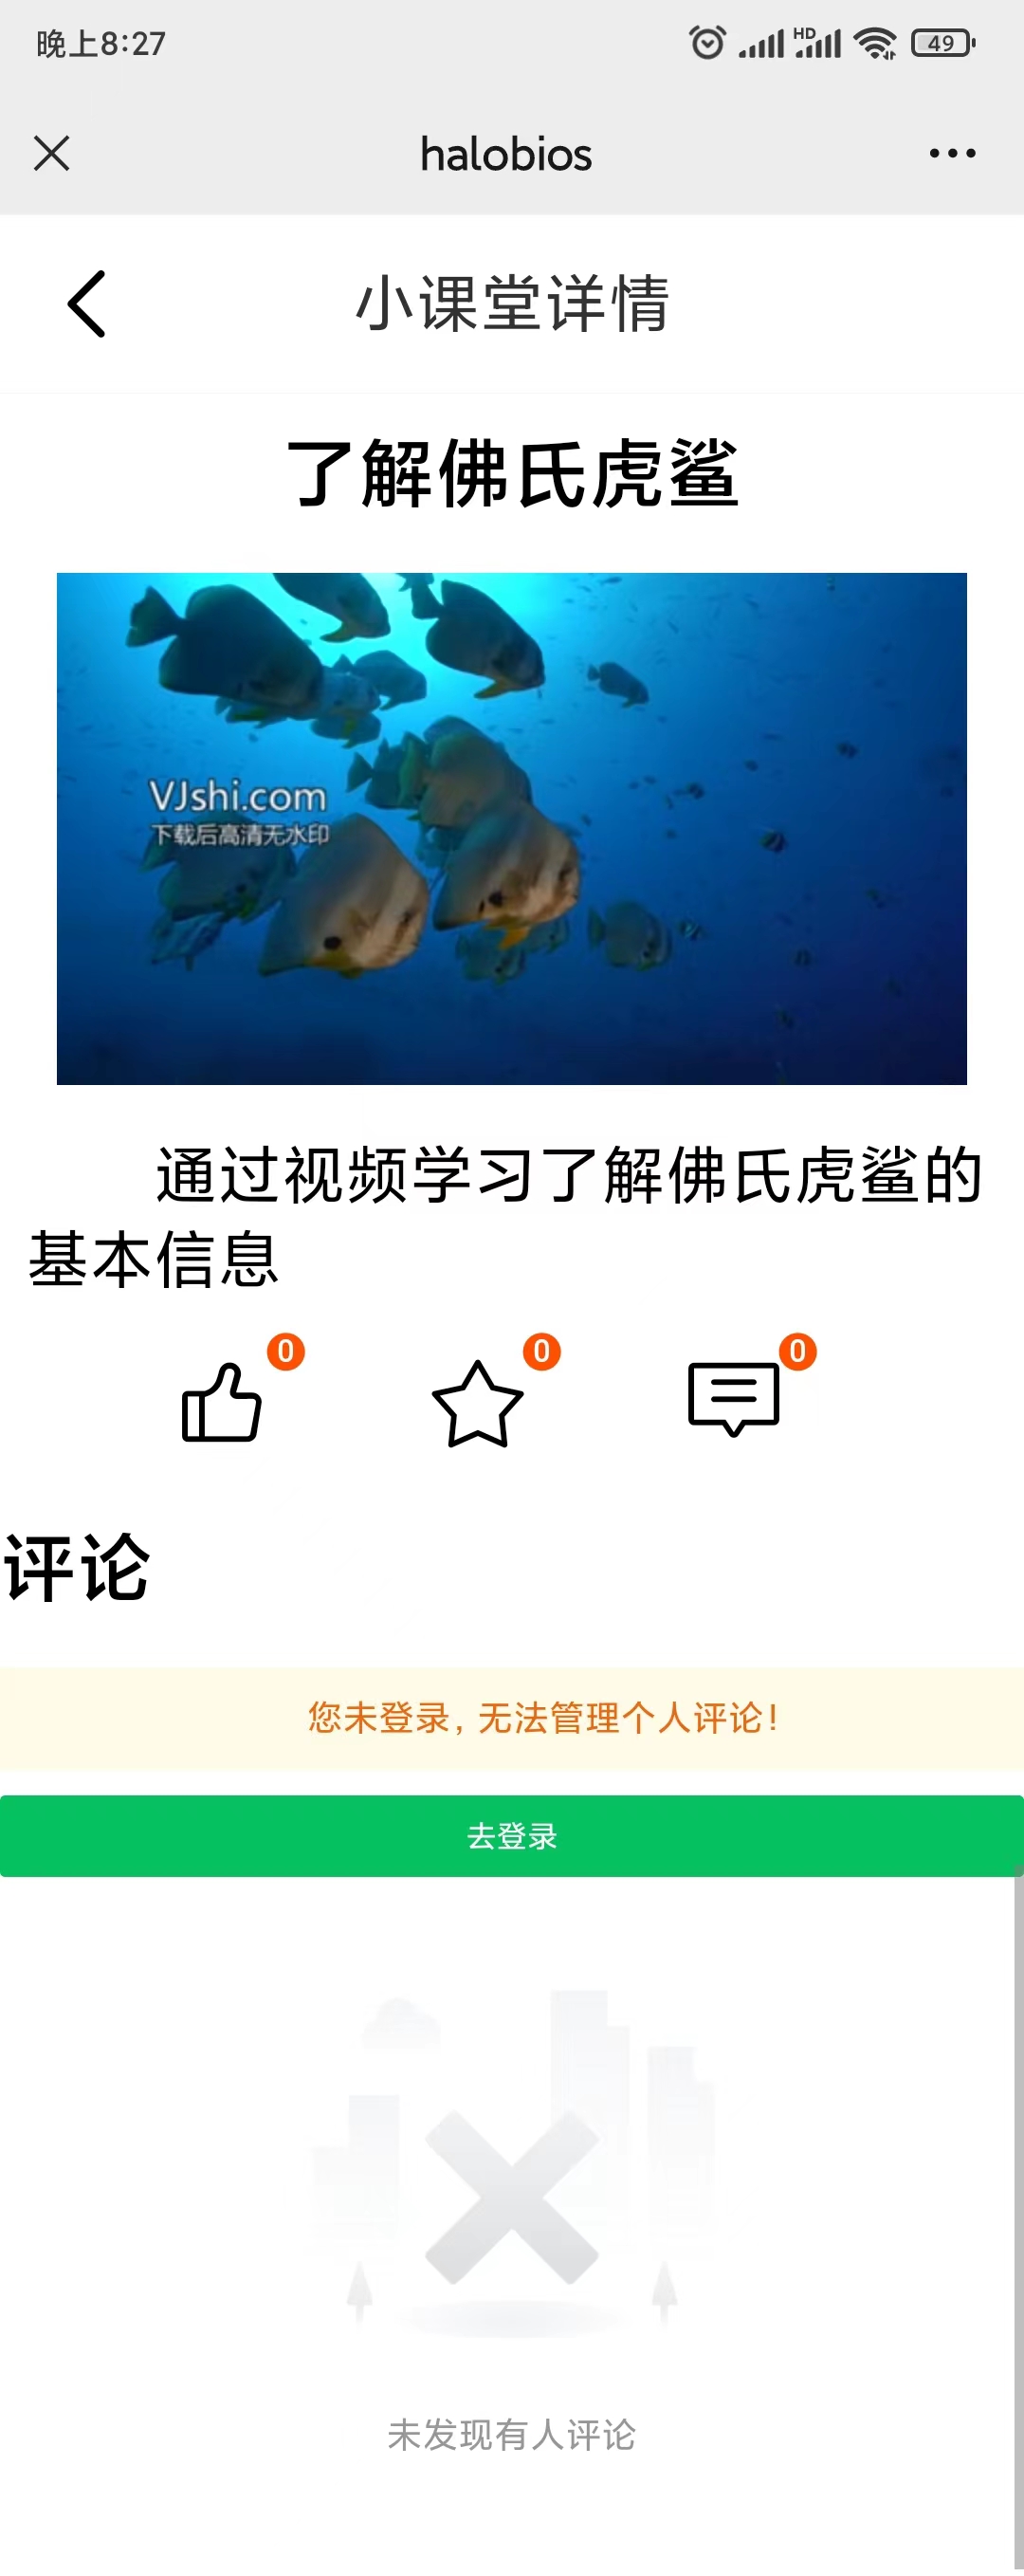 晚上8:27
HD
49
halobios
小课堂详情
了解佛氏虎鲨
VJshi.com
下载后高清无水印
通过视频学习了解佛氏虎鲨的
基本信息
0 0 0
评论
您未登录，无法管理个人评论！
去登录
未发现有人评论